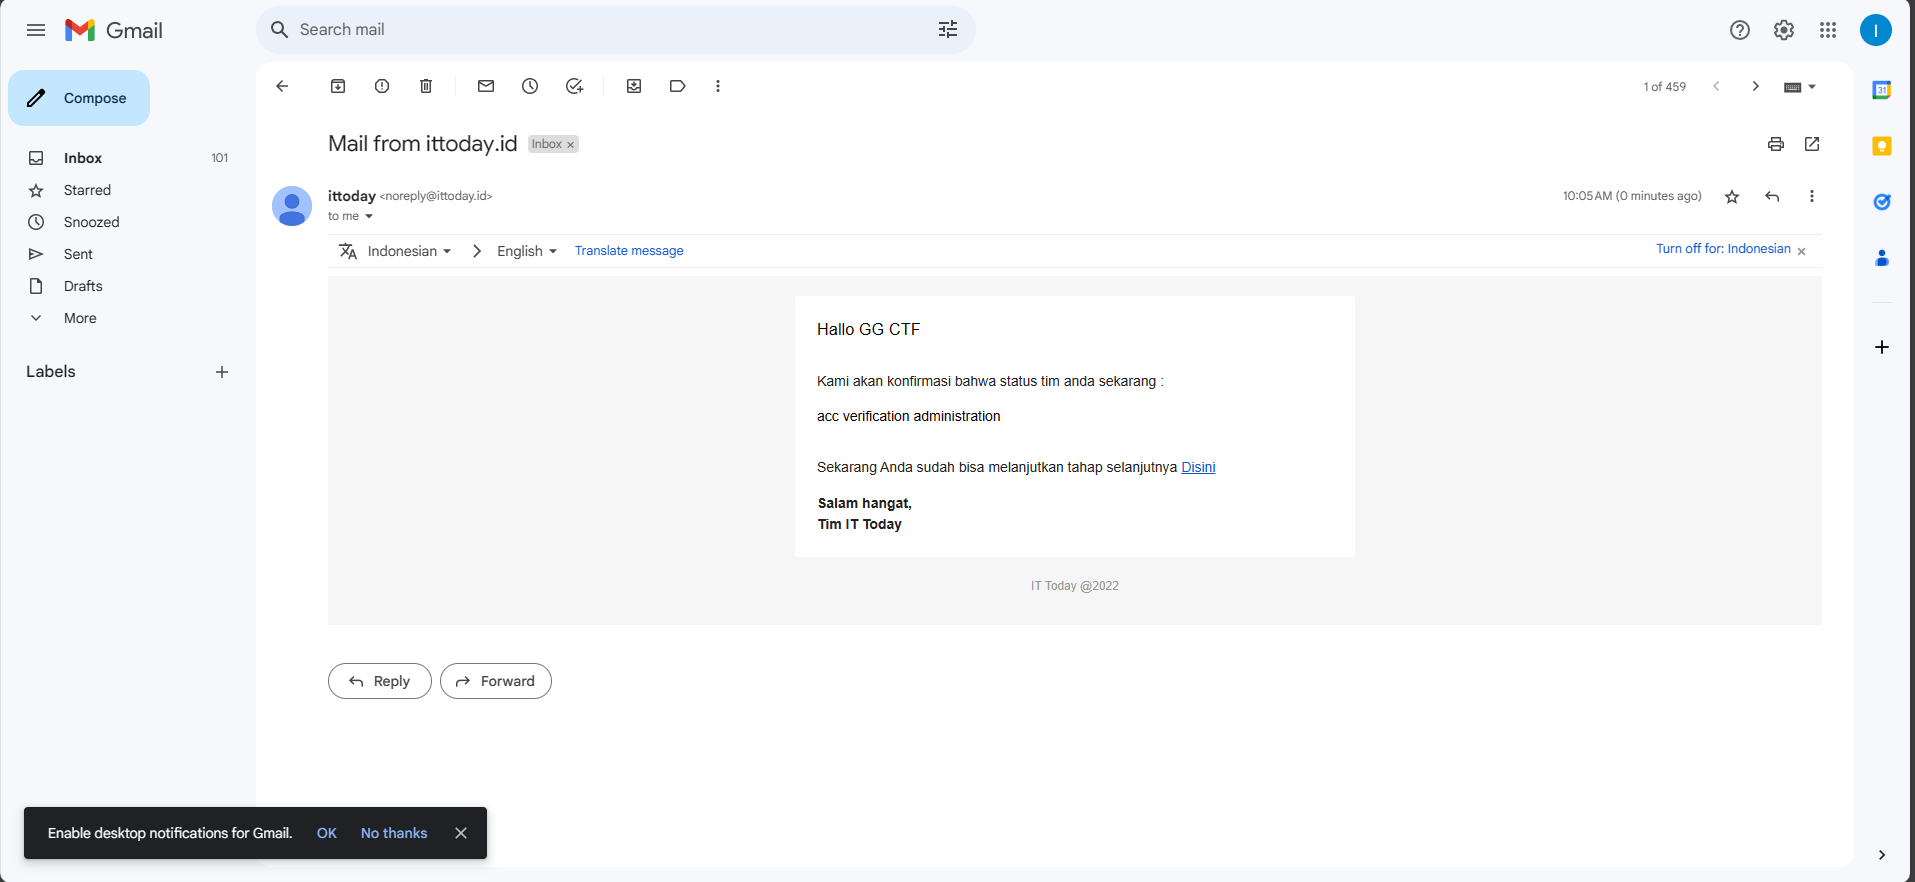 Gmail
Search mail
I
Compose
Inbox 101
Starred
Snoozed
Sent
Drafts
More
Labels
1 of 459
31
Mail from ittoday.id Inbox ×
ittoday <noreply@ittoday.id>
10:05 AM (0 minutes ago)
to me
Indonesian > English Translate message
Turn off for: Indonesian ×
Hallo GG CTF
Kami akan konfirmasi bahwa status tim anda sekarang :
acc verification administration
Sekarang Anda sudah bisa melanjutkan tahap selanjutnya Disini
Salam hangat,
Tim IT Today
IT Today @2022
Reply Forward
Enable desktop notifications for Gmail. OK No thanks